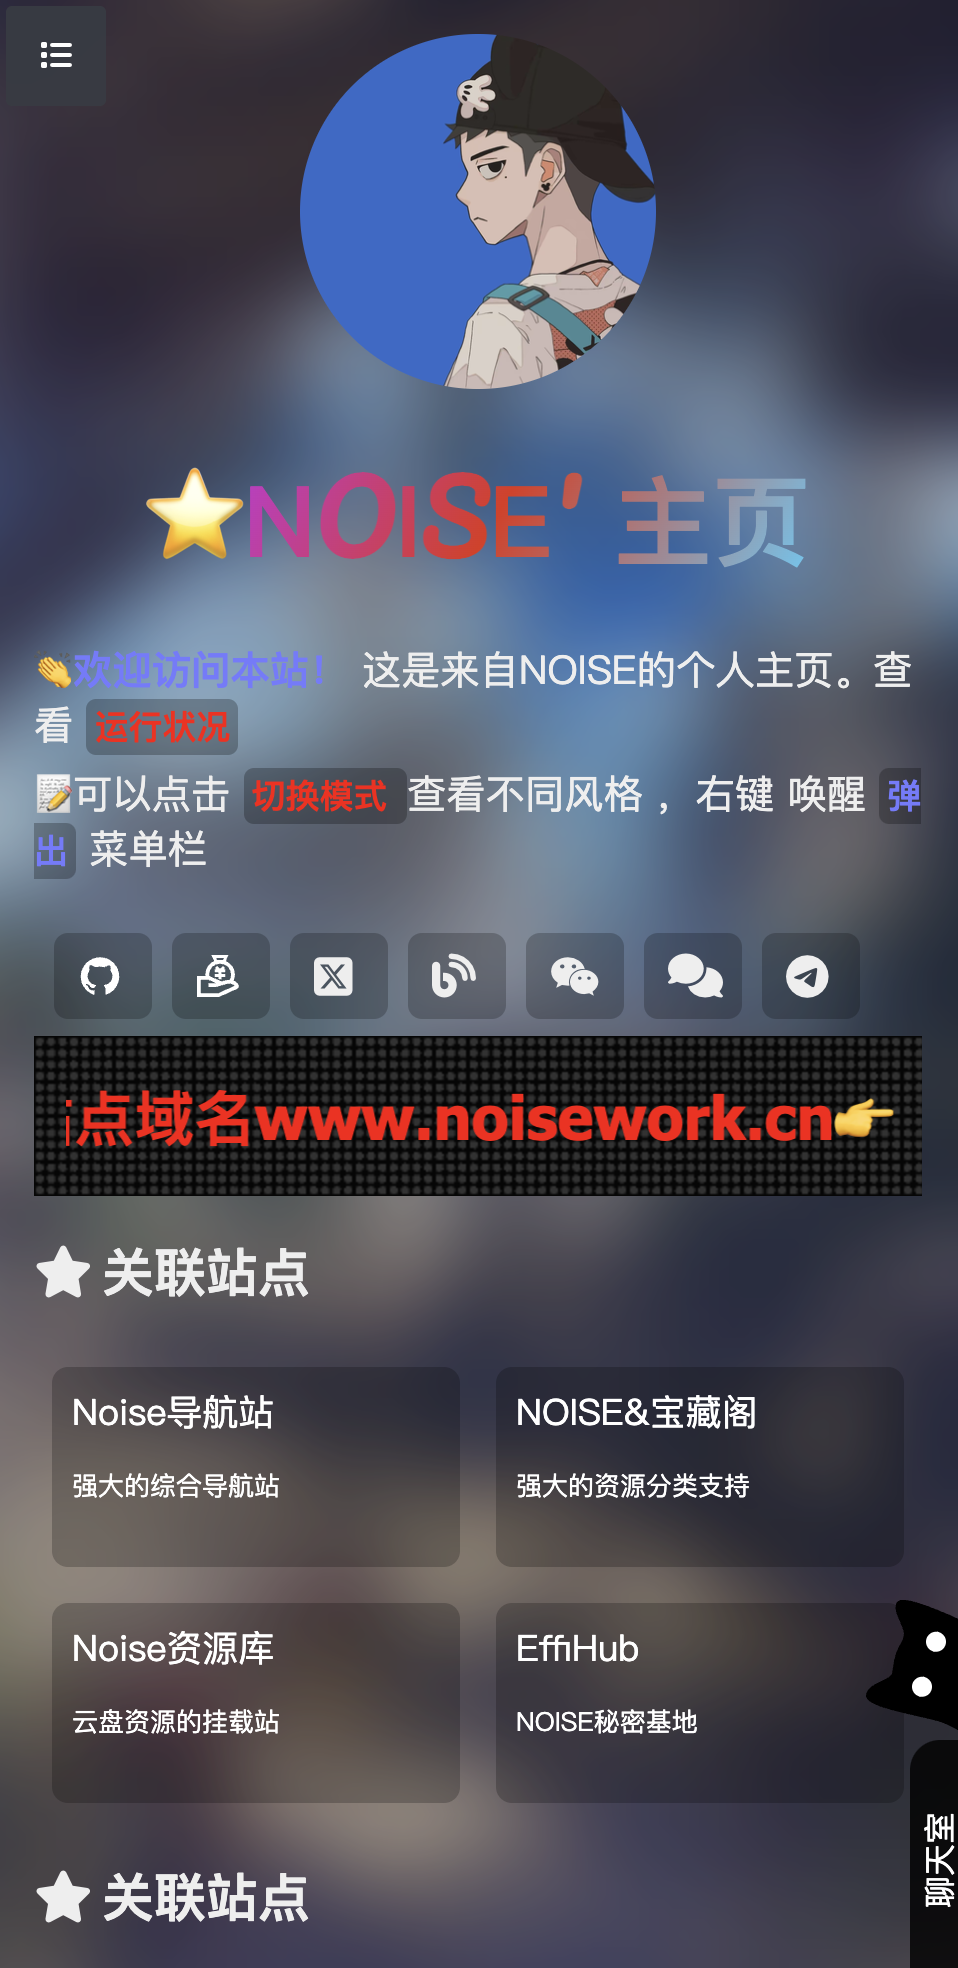 ⭐NOISE' 主页
👏欢迎访问本站! 这是来自NOISE的个人主页。查
看 运行状况
📝可以点击 切换模式 查看不同风格 ，右键 唤醒 弹
出 菜单栏
点域名www.noisework.cn👉
关联站点
Noise导航站
强大的综合导航站
NOISE&宝藏阁
强大的资源分类支持
Noise资源库
云盘资源的挂载站
EffiHub
NOISE秘密基地
聊天室
关联站点